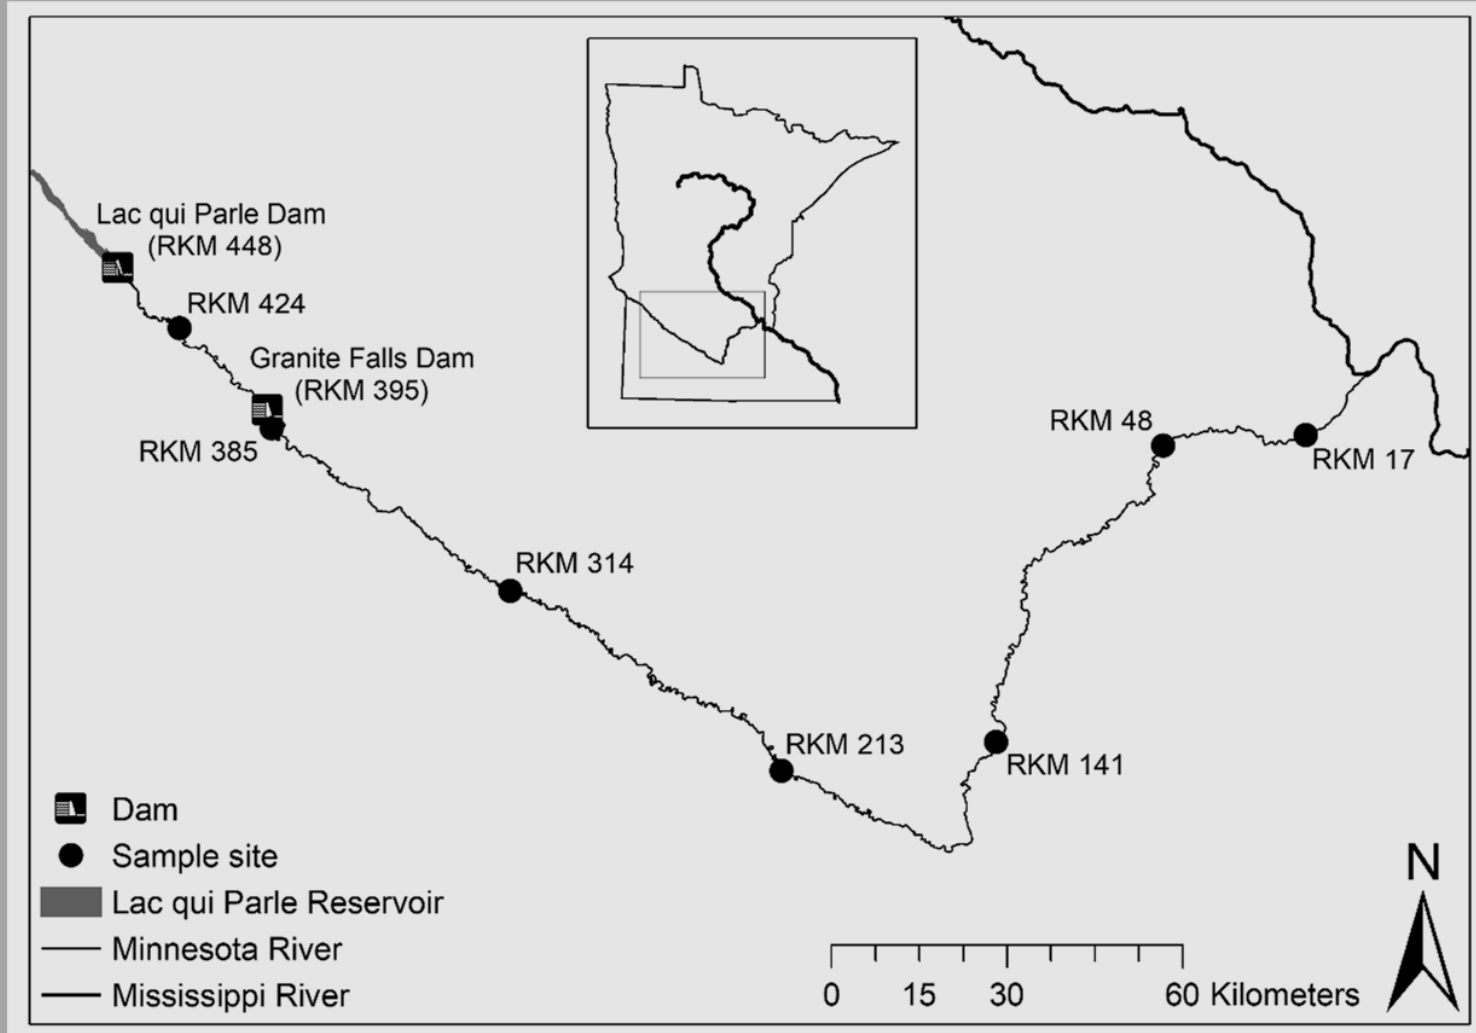 Lac qui Parle Dam
(RKM 448)
RKM 424
Granite Falls Dam
(RKM 395)
RKM 385
RKM 48
RKM 17
RKM 314
RKM 213
RKM 141
Dam
Sample site
Lac qui Parle Reservoir
Minnesota River
Mississippi River
N
0 15 30 60 Kilometers